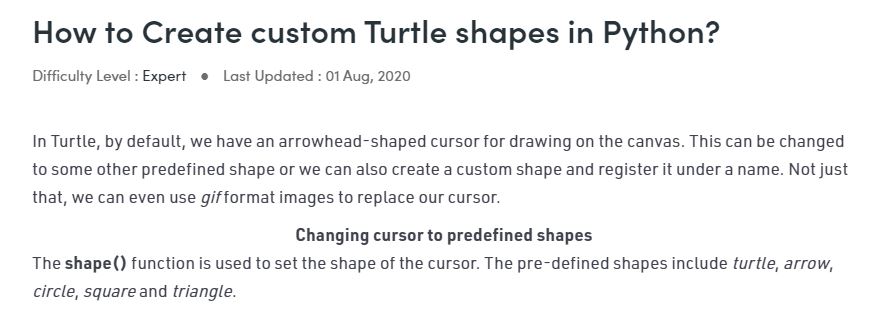 How to Create custom Turtle shapes in Python?
Difficulty Level : Expert ● Last Updated : 01 Aug, 2020
In Turtle, by default, we have an arrowhead-shaped cursor for drawing on the canvas. This can be changed
to some other predefined shape or we can also create a custom shape and register it under a name. Not just
that, we can even use gif format images to replace our cursor.
Changing cursor to predefined shapes
The shape() function is used to set the shape of the cursor. The pre-defined shapes include turtle, arrow,
circle, square and triangle.